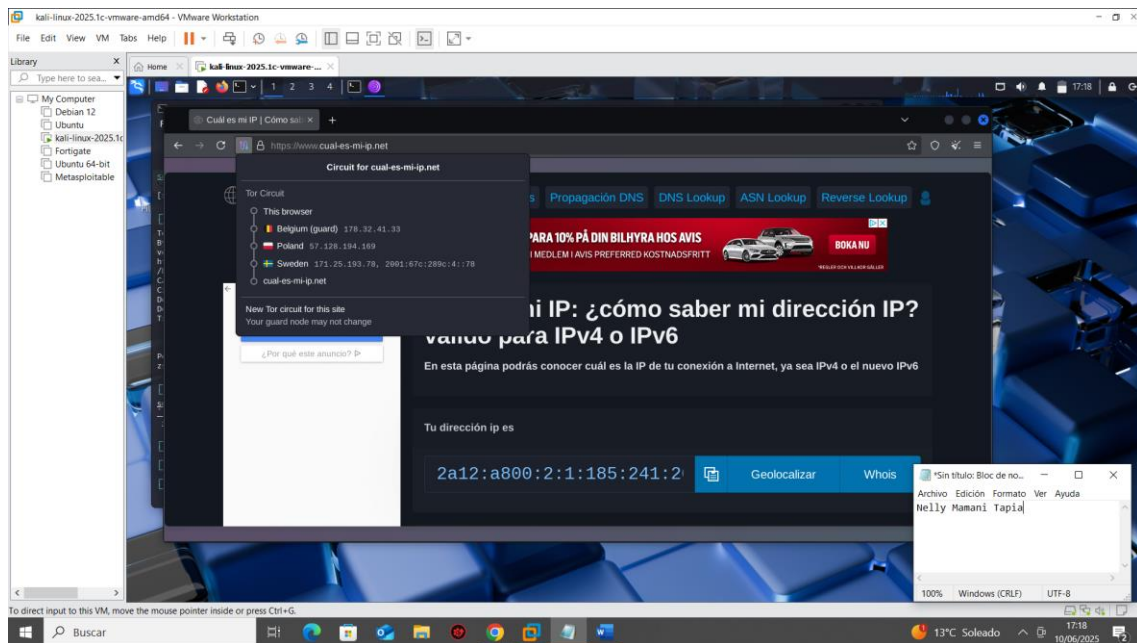 kali-linux-2025.1c-vmware-amd64 - VMware Workstation
File Edit View VM Tabs Help
Library
Type here to sea...
My Computer
Debian 12
Ubuntu
kali-linux-2025.1c
Fortigate
Ubuntu 64-bit
Metasploitable
Home
kali-linux-2025.1c-vmware-...
1 2 3 4
17:18
Cuál es mi IP | Cómo sab
https://www.cual-es-mi-ip.net
Circuit for cual-es-mi-ip.net
Tor Circuit
This browser
Belgium (guard) 178.32.41.33
Poland 57.128.194.169
Sweden 171.25.193.78, 2001:67c:289c:4::78
cual-es-mi-ip.net
New Tor circuit for this site
Your guard node may not change
Propagación DNS DNS Lookup ASN Lookup Reverse Lookup
PARA 10% PÅ DIN BILHYRA HOS AVIS
MEDLEM I AVIS PREFERRED KOSTNADSFRITT
BOKA NU
*REGLER OCH VILLKOR GÄLLER
¿Por qué este anuncio?
mi IP: ¿cómo saber mi dirección IP?
válido para IPv4 o IPv6
En esta página podrás conocer cuál es la IP de tu conexión a Internet, ya sea IPv4 o el nuevo IPv6
Tu dirección ip es
2a12:a800:2:1:185:241:2
Geolocalizar
Whois
*Sin título: Bloc de no...
Archivo Edición Formato Ver Ayuda
Nelly Mamani Tapia
100% Windows (CRLF) UTF-8
To direct input to this VM, move the mouse pointer inside or press Ctrl+G.
Buscar
13°C Soleado
17:18
10/06/2025